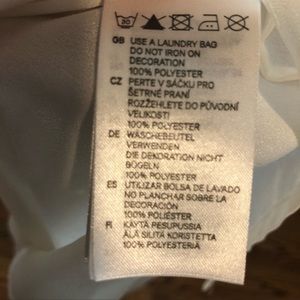 30
GB USE A LAUNDRY BAG
DO NOT IRON ON
DECORATION
100% POLYESTER
CZ PERTE V SÁČKU PRO
ŠETRNÉ PRANÍ
ROZŽEHLETE DO PŮVODNÍ
VELIKOSTI
100% POLYESTER
DE WÄSCHEBEUTEL
VERWENDEN
DIE DEKORATION NICHT
BÜGELN
100% POLYESTER
ES UTILIZAR BOLSA DE LAVADO
NO PLANCHAR SOBRE LA
DECORACIÓN
100% POLIÉSTER
FI KÄYTÄ PESUPUSSIA
ÄLÄ SILITÄ KORISTETTA
100% POLYESTERIÄ